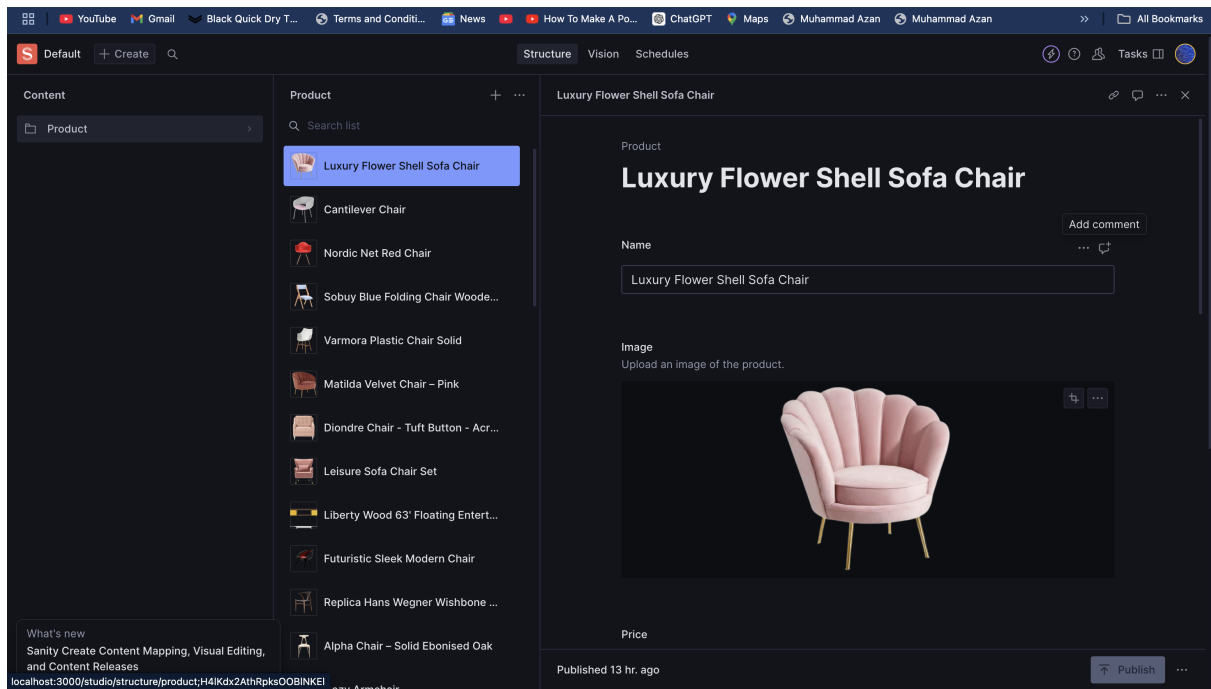 YouTube
Gmail
Black Quick Dry T...
Terms and Conditi...
News
How To Make A Po...
ChatGPT
Maps
Muhammad Azan
Muhammad Azan
»
All Bookmarks
S
Default
+ Create
Structure
Vision
Schedules
Tasks
Content
Product
Product
Search list
Luxury Flower Shell Sofa Chair
Cantilever Chair
Nordic Net Red Chair
Sobuy Blue Folding Chair Woode...
Varmora Plastic Chair Solid
Matilda Velvet Chair – Pink
Diondre Chair - Tuft Button - Acr...
Leisure Sofa Chair Set
Liberty Wood 63' Floating Entert...
Futuristic Sleek Modern Chair
Replica Hans Wegner Wishbone ...
Alpha Chair – Solid Ebonised Oak
Armchair
Luxury Flower Shell Sofa Chair
Product
Luxury Flower Shell Sofa Chair
Add comment
Name
Luxury Flower Shell Sofa Chair
Image
Upload an image of the product.
Price
Published 13 hr. ago
Publish
What's new
Sanity Create Content Mapping, Visual Editing,
and Content Releases
localhost:3000/studio/structure/product;H4lKdx2AthRpksOOBlNKEl